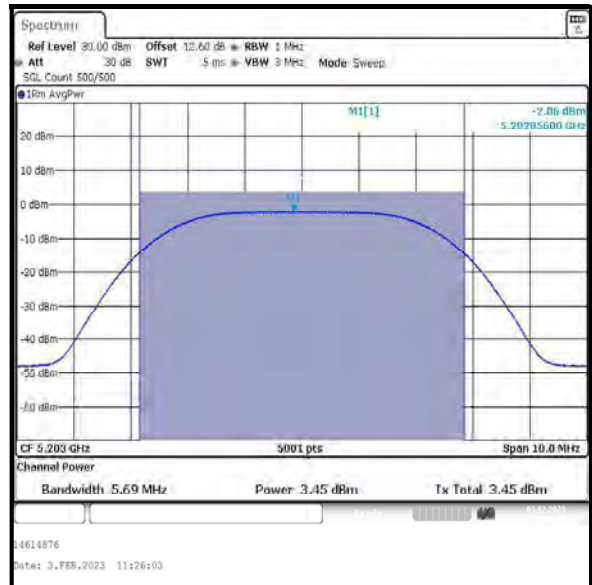 Spectrum
Ref Level 30.00 dBm Offset 12.60 dB RBW 1 MHz
Att 30 dB SWT 5 ms VBW 3 MHz Mode Sweep
SGL Count 500/500
1Rm AvgPwr
M1[1] -2.06 dBm
5.20285600 GHz
20 dBm
10 dBm
0 dBm
M1
-10 dBm
-20 dBm
-30 dBm
-40 dBm
-50 dBm
-60 dBm
CF 5.203 GHz 5001 pts Span 10.0 MHz
Channel Power
Bandwidth 5.69 MHz Power 3.45 dBm Tx Total 3.45 dBm
14614876
Date: 3.FEB.2023 11:26:03